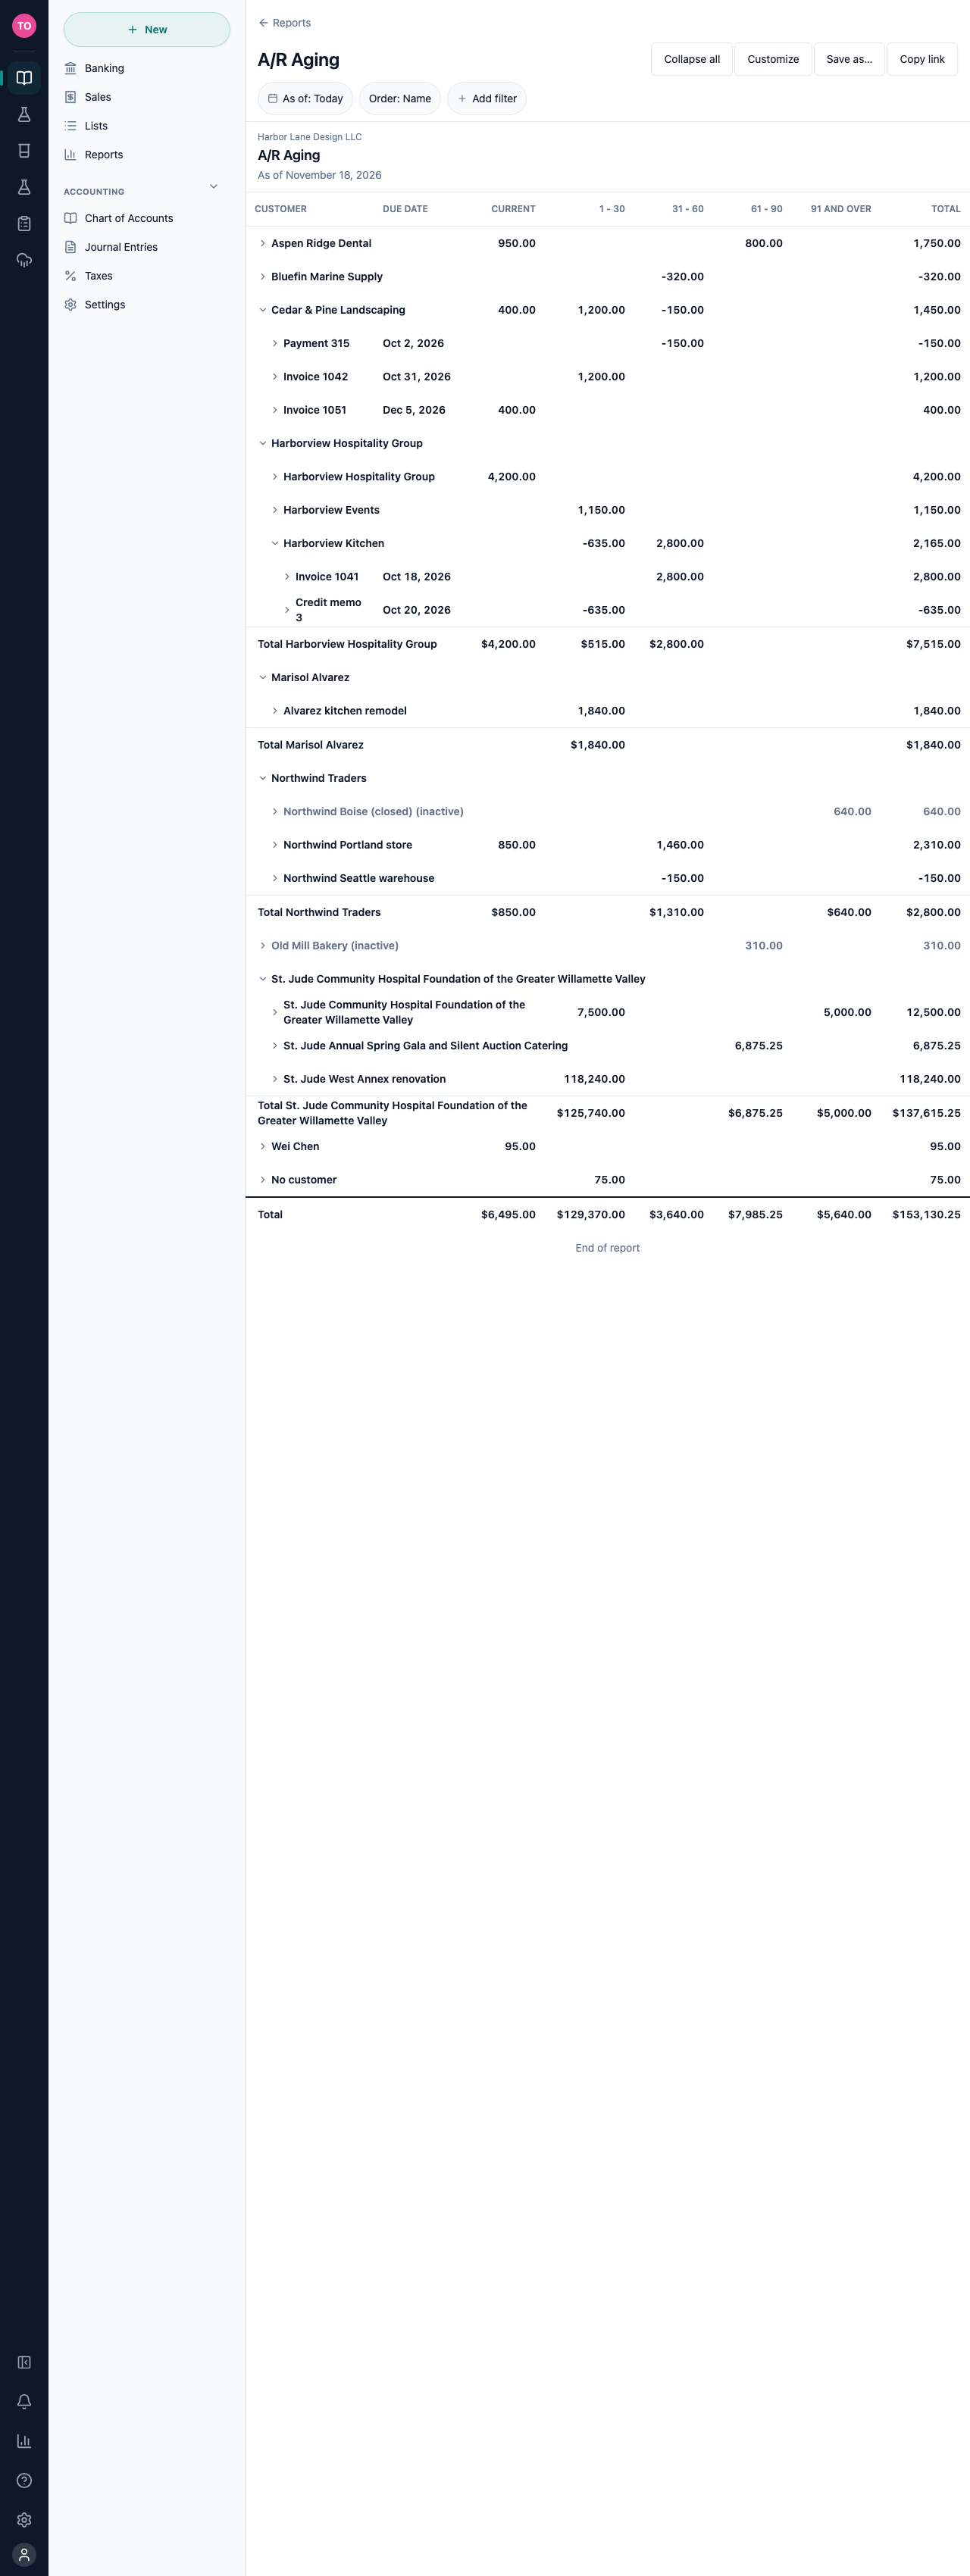 TO
New
Banking
Sales
Lists
Reports
ACCOUNTING
Chart of Accounts
Journal Entries
Taxes
Settings
Reports
A/R Aging
Collapse all
Customize
Save as...
Copy link
As of: Today
Order: Name
Add filter
Harbor Lane Design LLC
A/R Aging
As of November 18, 2026
CUSTOMER DUE DATE CURRENT 1 - 30 31 - 60 61 - 90 91 AND OVER TOTAL
Aspen Ridge Dental 950.00 800.00 1,750.00
Bluefin Marine Supply -320.00 -320.00
Cedar & Pine Landscaping 400.00 1,200.00 -150.00 1,450.00
Payment 315 Oct 2, 2026 -150.00 -150.00
Invoice 1042 Oct 31, 2026 1,200.00 1,200.00
Invoice 1051 Dec 5, 2026 400.00 400.00
Harborview Hospitality Group
Harborview Hospitality Group 4,200.00 4,200.00
Harborview Events 1,150.00 1,150.00
Harborview Kitchen -635.00 2,800.00 2,165.00
Invoice 1041 Oct 18, 2026 2,800.00 2,800.00
Credit memo
3 Oct 20, 2026 -635.00 -635.00
Total Harborview Hospitality Group $4,200.00 $515.00 $2,800.00 $7,515.00
Marisol Alvarez
Alvarez kitchen remodel 1,840.00 1,840.00
Total Marisol Alvarez $1,840.00 $1,840.00
Northwind Traders
Northwind Boise (closed) (inactive) 640.00 640.00
Northwind Portland store 850.00 1,460.00 2,310.00
Northwind Seattle warehouse -150.00 -150.00
Total Northwind Traders $850.00 $1,310.00 $640.00 $2,800.00
Old Mill Bakery (inactive) 310.00 310.00
St. Jude Community Hospital Foundation of the Greater Willamette Valley
St. Jude Community Hospital Foundation of the
Greater Willamette Valley 7,500.00 5,000.00 12,500.00
St. Jude Annual Spring Gala and Silent Auction Catering 6,875.25 6,875.25
St. Jude West Annex renovation 118,240.00 118,240.00
Total St. Jude Community Hospital Foundation of the
Greater Willamette Valley $125,740.00 $6,875.25 $5,000.00 $137,615.25
Wei Chen 95.00 95.00
No customer 75.00 75.00
Total $6,495.00 $129,370.00 $3,640.00 $7,985.25 $5,640.00 $153,130.25
End of report